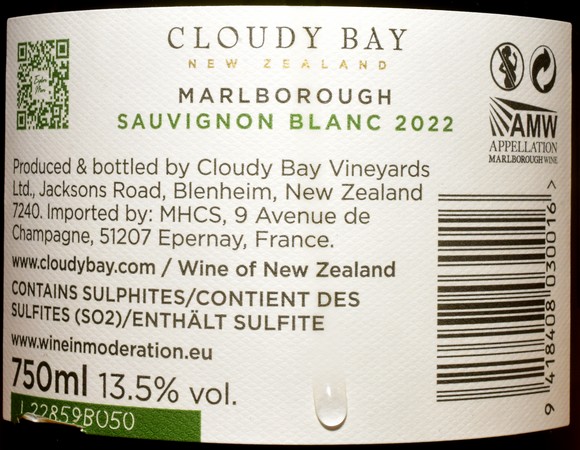 CLOUDY BAY
NEW ZEALAND
MARLBOROUGH
SAUVIGNON BLANC 2022
AMW
APPELLATION
MARLBOROUGH WINE
Produced & bottled by Cloudy Bay Vineyards
Ltd., Jacksons Road, Blenheim, New Zealand
7240. Imported by: MHCS, 9 Avenue de
Champagne, 51207 Epernay, France.
www.cloudybay.com / Wine of New Zealand
CONTAINS SULPHITES/CONTIENT DES
SULFITES (SO2)/ENTHÄLT SULFITE
www.wineinmoderation.eu
750ml 13.5% vol.
L22859B050
9 418408 030016 >